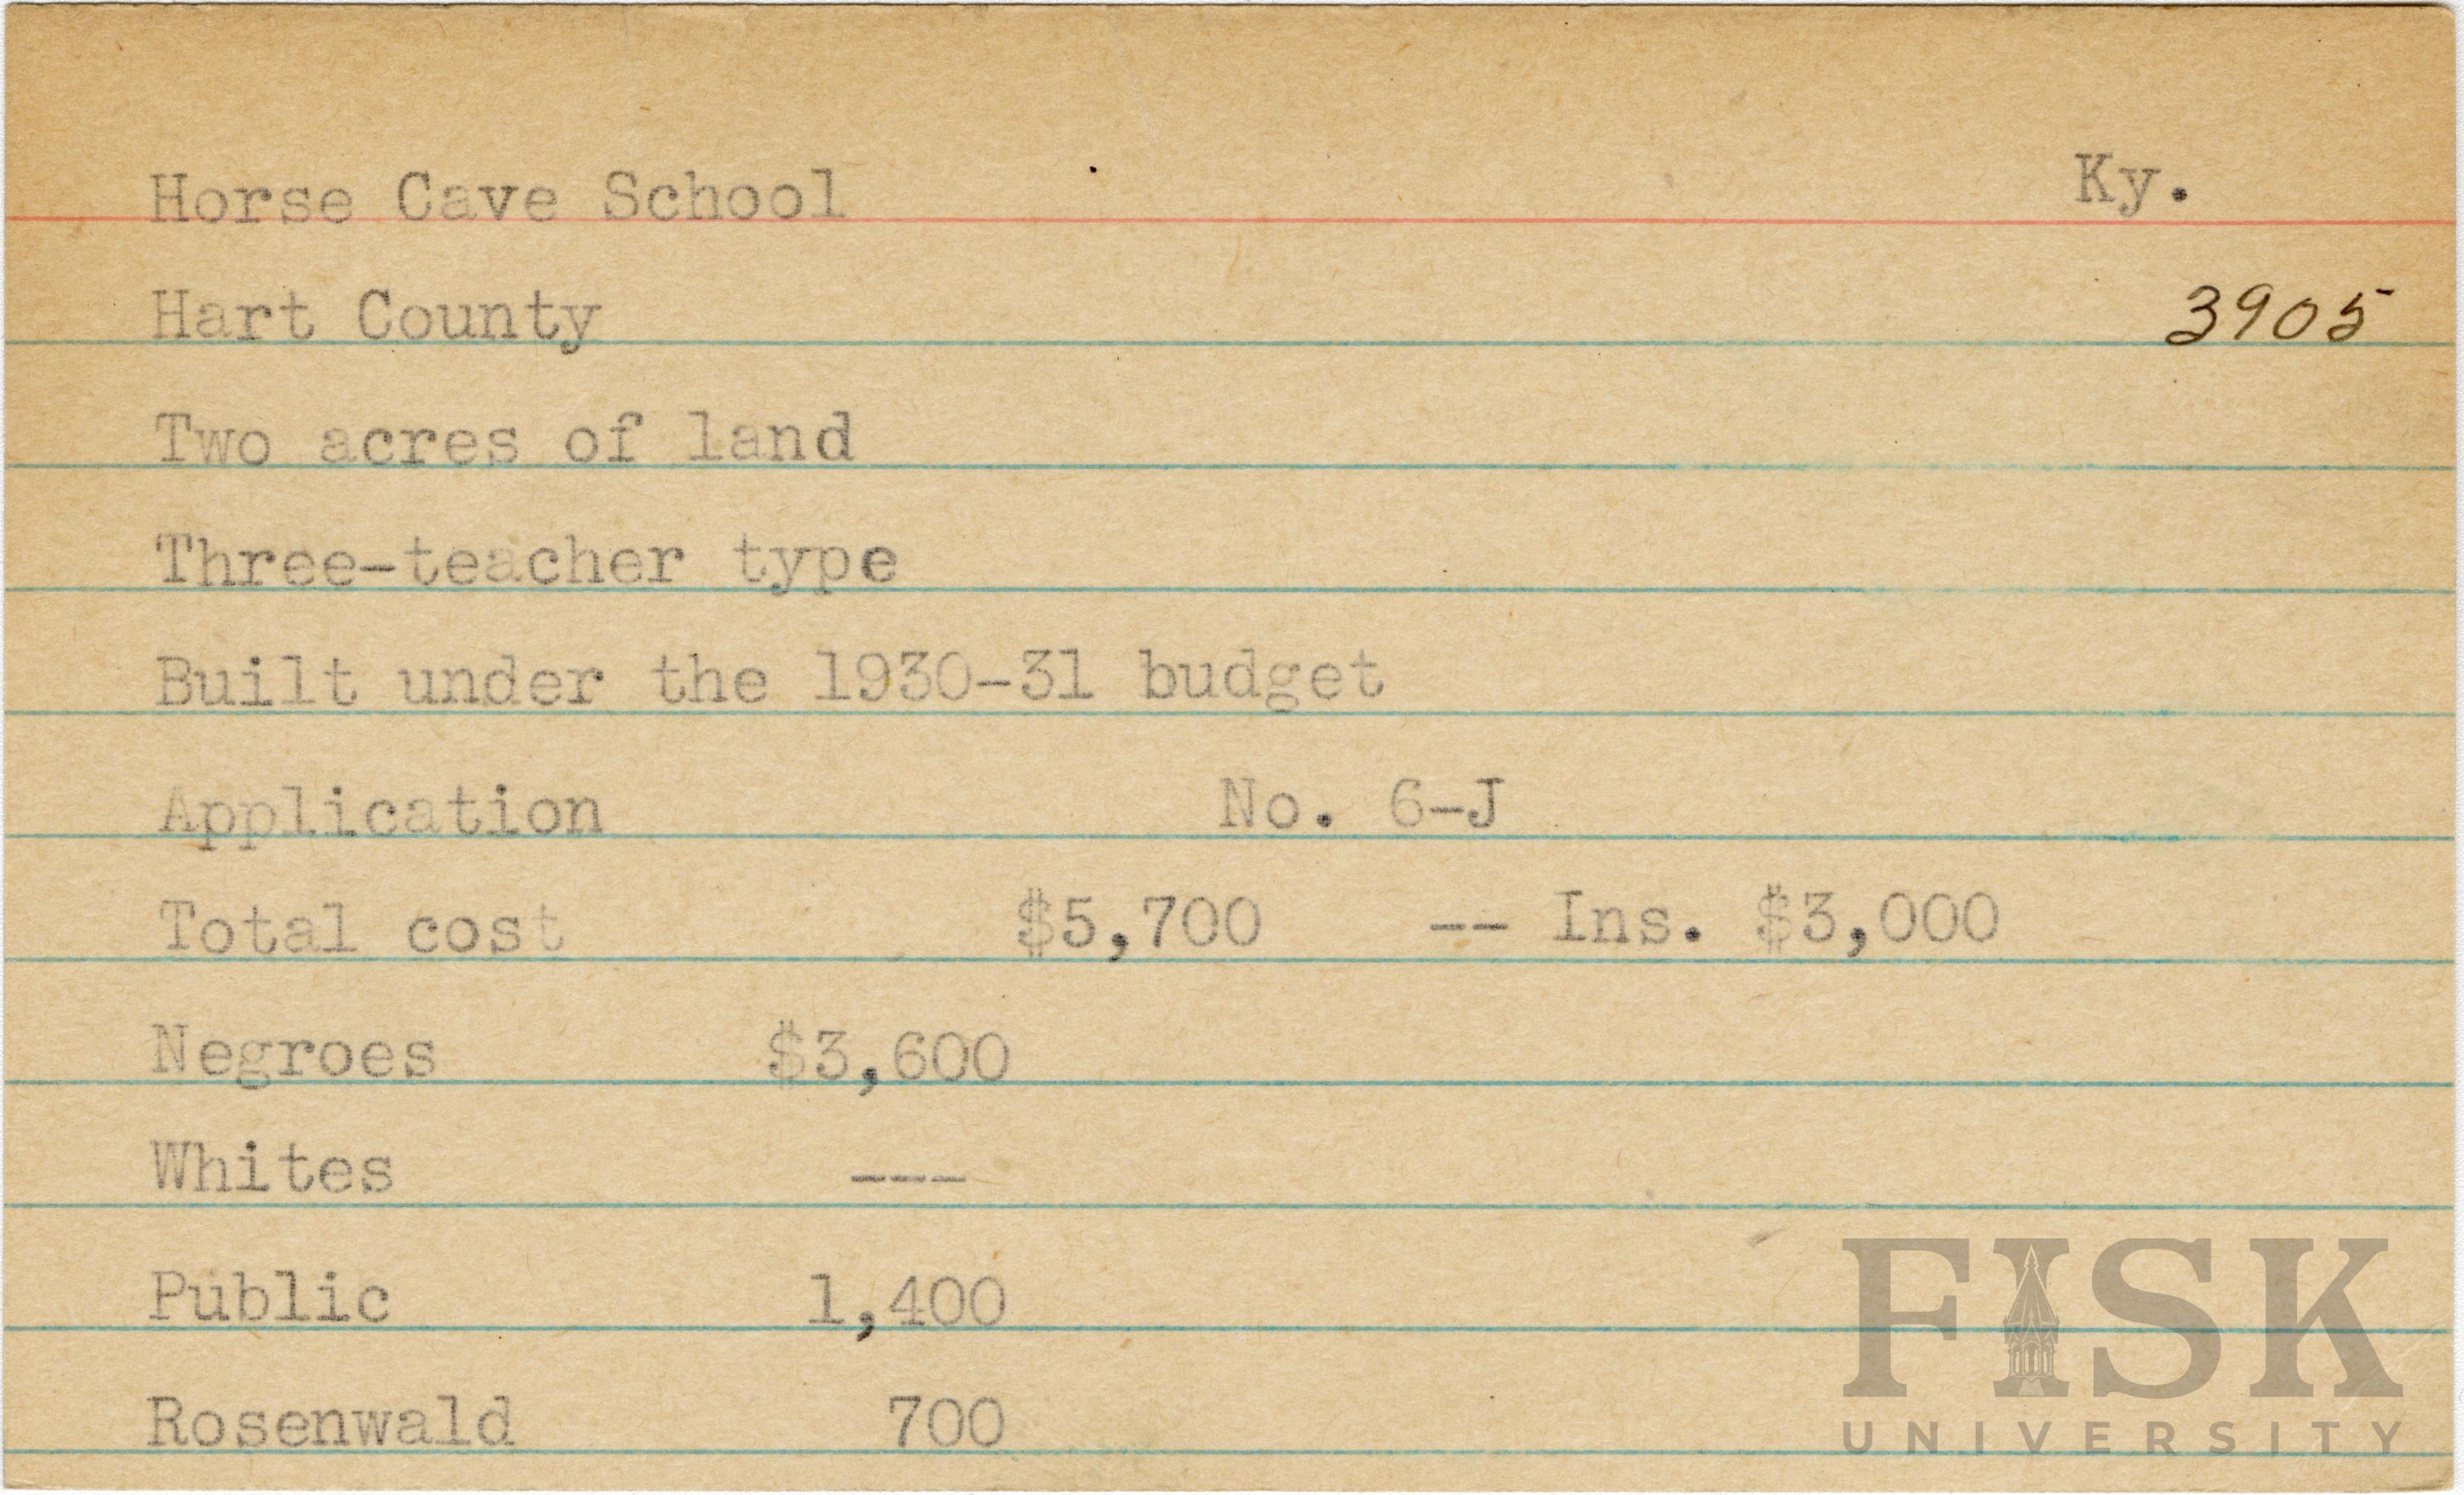 Horse Cave School Ky.
Hart County 3905
Two acres of land
Three-teacher type
Built under the 1930-31 budget
Application No. 6-J
Total cost $5,700 -- Ins. $3,000
Negroes $3,600
Whites ---
Public 1,400
Rosenwald 700
FISK
UNIVERSITY